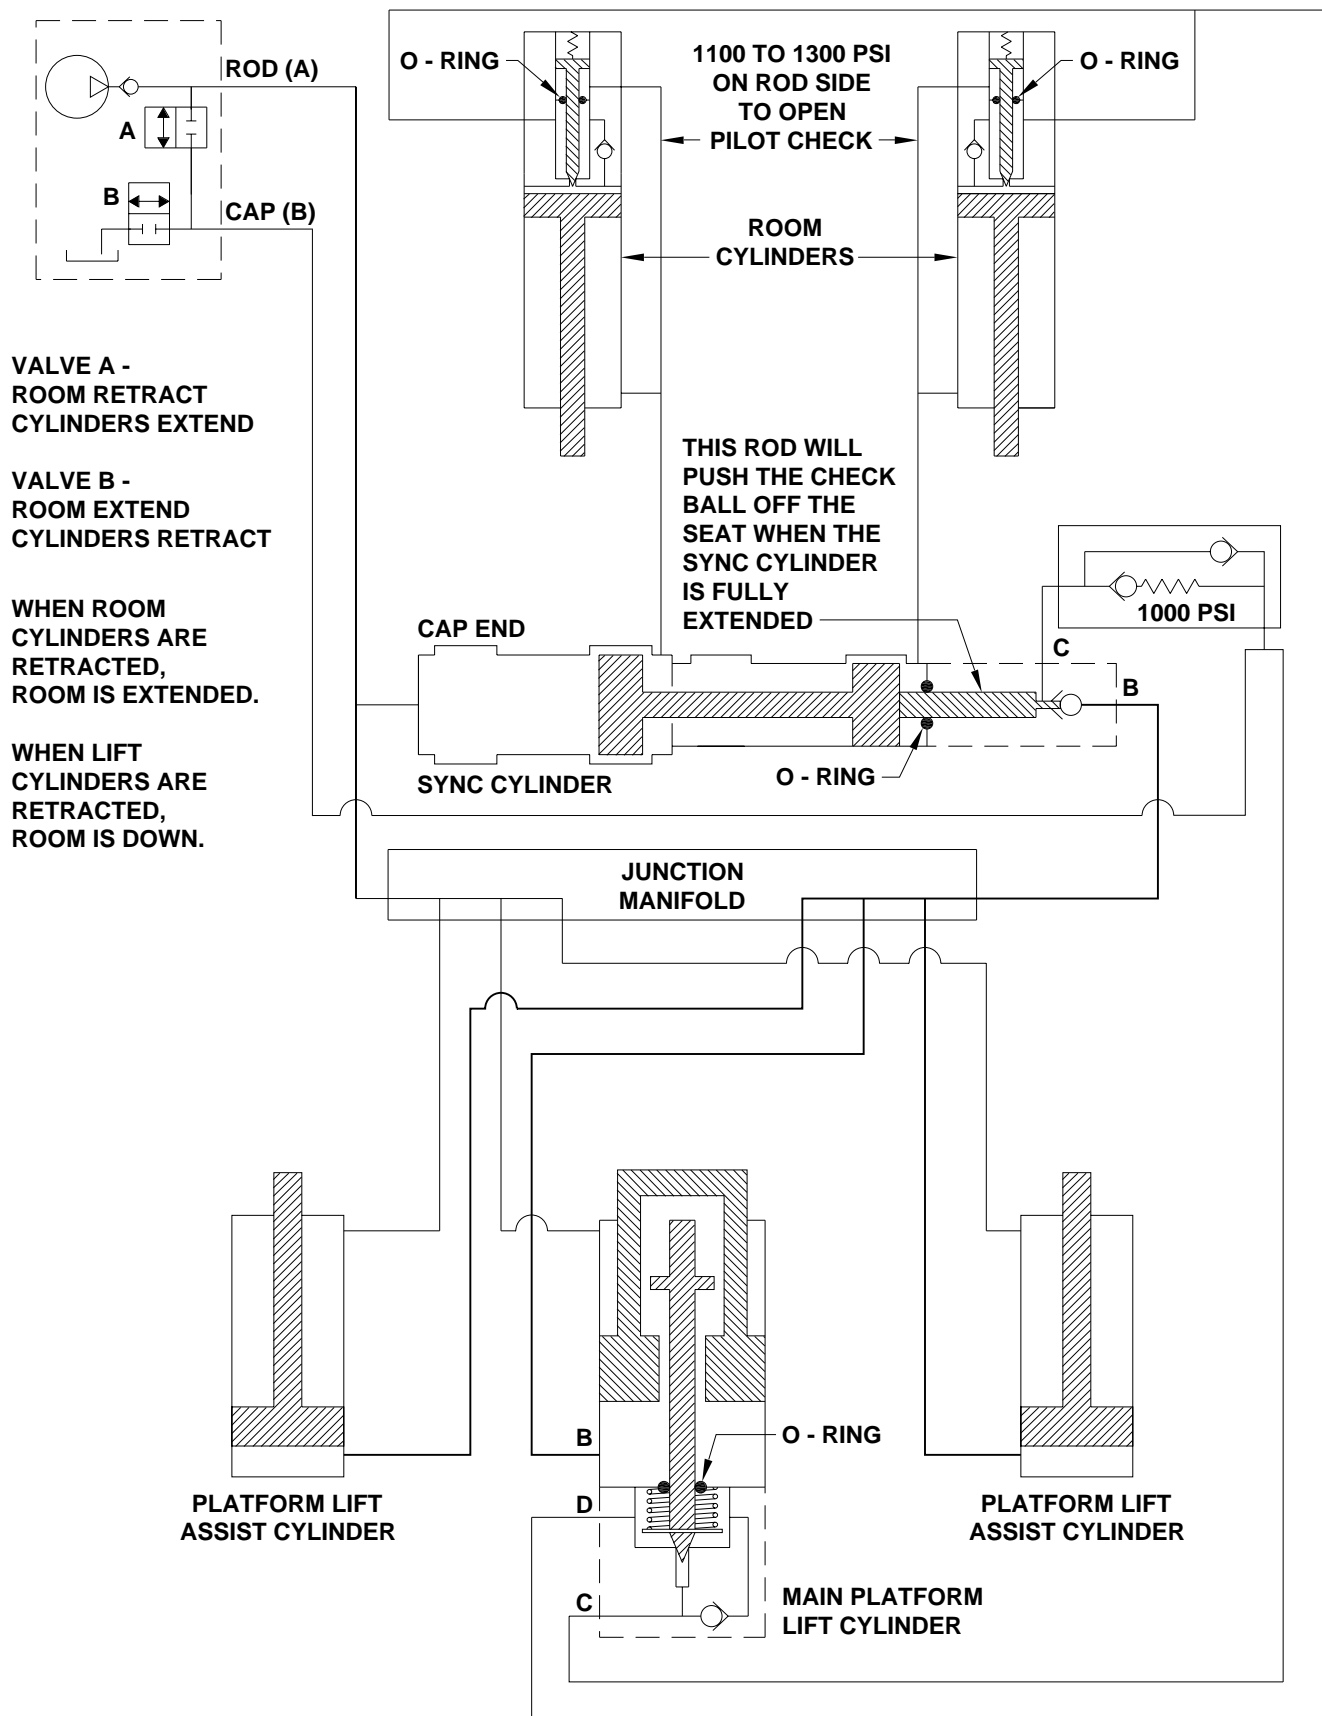 O - RING
1100 TO 1300 PSI
ON ROD SIDE
TO OPEN
PILOT CHECK
O - RING
ROD (A)
A
B
CAP (B)
ROOM
CYLINDERS
VALVE A -
ROOM RETRACT
CYLINDERS EXTEND
VALVE B -
ROOM EXTEND
CYLINDERS RETRACT
WHEN ROOM
CYLINDERS ARE
RETRACTED,
ROOM IS EXTENDED.
WHEN LIFT
CYLINDERS ARE
RETRACTED,
ROOM IS DOWN.
THIS ROD WILL
PUSH THE CHECK
BALL OFF THE
SEAT WHEN THE
SYNC CYLINDER
IS FULLY
EXTENDED
1000 PSI
CAP END
C
B
O - RING
SYNC CYLINDER
JUNCTION
MANIFOLD
B
O - RING
D
C
PLATFORM LIFT
ASSIST CYLINDER
PLATFORM LIFT
ASSIST CYLINDER
MAIN PLATFORM
LIFT CYLINDER